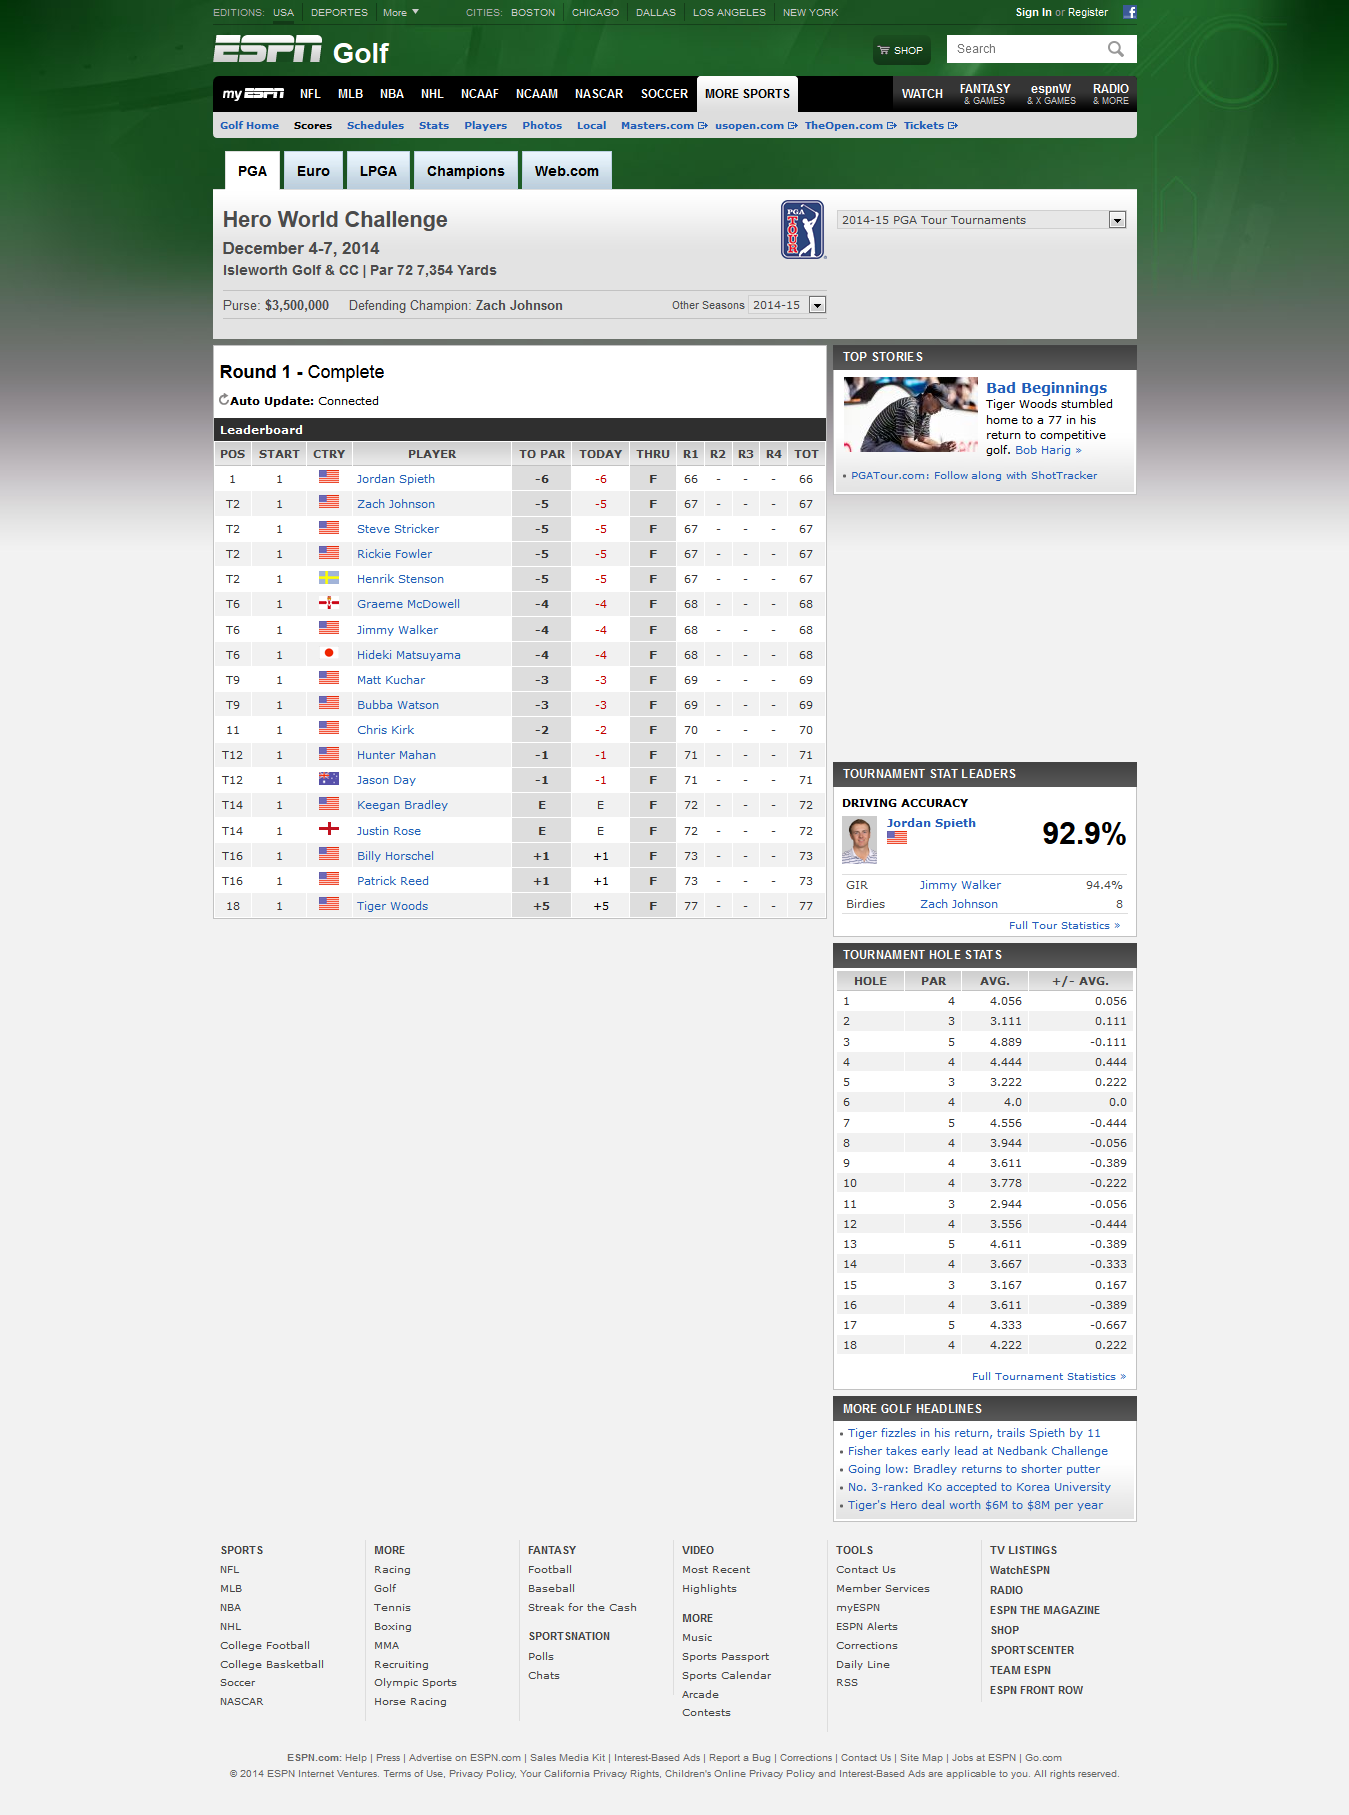 EDITIONS: USA DEPORTES More CITIES: BOSTON CHICAGO DALLAS LOS ANGELES NEW YORK Sign In or Register f
ESPN Golf SHOP Search
my ESPN NFL MLB NBA NHL NCAAF NCAAM NASCAR SOCCER MORE SPORTS WATCH FANTASY & GAMES espnW & X GAMES RADIO & MORE
Golf Home Scores Schedules Stats Players Photos Local Masters.com usopen.com TheOpen.com Tickets
PGA Euro LPGA Champions Web.com
Hero World Challenge
December 4-7, 2014
Isleworth Golf & CC | Par 72 7,354 Yards
Purse: $3,500,000 Defending Champion: Zach Johnson Other Seasons 2014-15
PGA TOUR
2014-15 PGA Tour Tournaments
Round 1 - Complete
Auto Update: Connected
Leaderboard
POS START CTRY PLAYER TO PAR TODAY THRU R1 R2 R3 R4 TOT
1 1 Jordan Spieth -6 -6 F 66 - - - 66
T2 1 Zach Johnson -5 -5 F 67 - - - 67
T2 1 Steve Stricker -5 -5 F 67 - - - 67
T2 1 Rickie Fowler -5 -5 F 67 - - - 67
T2 1 Henrik Stenson -5 -5 F 67 - - - 67
T6 1 Graeme McDowell -4 -4 F 68 - - - 68
T6 1 Jimmy Walker -4 -4 F 68 - - - 68
T6 1 Hideki Matsuyama -4 -4 F 68 - - - 68
T9 1 Matt Kuchar -3 -3 F 69 - - - 69
T9 1 Bubba Watson -3 -3 F 69 - - - 69
11 1 Chris Kirk -2 -2 F 70 - - - 70
T12 1 Hunter Mahan -1 -1 F 71 - - - 71
T12 1 Jason Day -1 -1 F 71 - - - 71
T14 1 Keegan Bradley E E F 72 - - - 72
T14 1 Justin Rose E E F 72 - - - 72
T16 1 Billy Horschel +1 +1 F 73 - - - 73
T16 1 Patrick Reed +1 +1 F 73 - - - 73
18 1 Tiger Woods +5 +5 F 77 - - - 77
TOP STORIES
Bad Beginnings
Tiger Woods stumbled
home to a 77 in his
return to competitive
golf. Bob Harig »
• PGATour.com: Follow along with ShotTracker
TOURNAMENT STAT LEADERS
DRIVING ACCURACY
Jordan Spieth 92.9%
GIR Jimmy Walker 94.4%
Birdies Zach Johnson 8
Full Tour Statistics »
TOURNAMENT HOLE STATS
HOLE PAR AVG. +/- AVG.
1 4 4.056 0.056
2 3 3.111 0.111
3 5 4.889 -0.111
4 4 4.444 0.444
5 3 3.222 0.222
6 4 4.0 0.0
7 5 4.556 -0.444
8 4 3.944 -0.056
9 4 3.611 -0.389
10 4 3.778 -0.222
11 3 2.944 -0.056
12 4 3.556 -0.444
13 5 4.611 -0.389
14 4 3.667 -0.333
15 3 3.167 0.167
16 4 3.611 -0.389
17 5 4.333 -0.667
18 4 4.222 0.222
Full Tournament Statistics »
MORE GOLF HEADLINES
• Tiger fizzles in his return, trails Spieth by 11
• Fisher takes early lead at Nedbank Challenge
• Going low: Bradley returns to shorter putter
• No. 3-ranked Ko accepted to Korea University
• Tiger's Hero deal worth $6M to $8M per year
SPORTS
NFL
MLB
NBA
NHL
College Football
College Basketball
Soccer
NASCAR
MORE
Racing
Golf
Tennis
Boxing
MMA
Recruiting
Olympic Sports
Horse Racing
FANTASY
Football
Baseball
Streak for the Cash
SPORTSNATION
Polls
Chats
VIDEO
Most Recent
Highlights
MORE
Music
Sports Passport
Sports Calendar
Arcade
Contests
TOOLS
Contact Us
Member Services
myESPN
ESPN Alerts
Corrections
Daily Line
RSS
TV LISTINGS
WatchESPN
RADIO
ESPN THE MAGAZINE
SHOP
SPORTSCENTER
TEAM ESPN
ESPN FRONT ROW
ESPN.com: Help | Press | Advertise on ESPN.com | Sales Media Kit | Interest-Based Ads | Report a Bug | Corrections | Contact Us | Site Map | Jobs at ESPN | Go.com
© 2014 ESPN Internet Ventures. Terms of Use, Privacy Policy, Your California Privacy Rights, Children's Online Privacy Policy and Interest-Based Ads are applicable to you. All rights reserved.